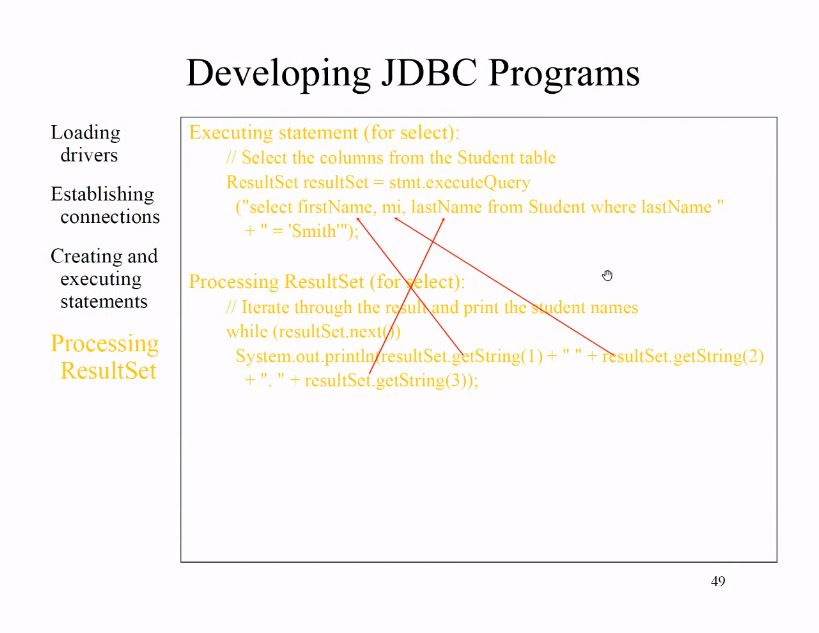 Developing JDBC Programs
Loading
drivers
Establishing
connections
Creating and
executing
statements
Processing
ResultSet
Executing statement (for select):
// Select the columns from the Student table
ResultSet resultSet = stmt.executeQuery
("select firstName, mi, lastName from Student where lastName "
+ " = 'Smith'");
Processing ResultSet (for select):
// Iterate through the result and print the student names
while (resultSet.next())
System.out.println(resultSet.getString(1) + " " + resultSet.getString(2)
+ ". " + resultSet.getString(3));
49